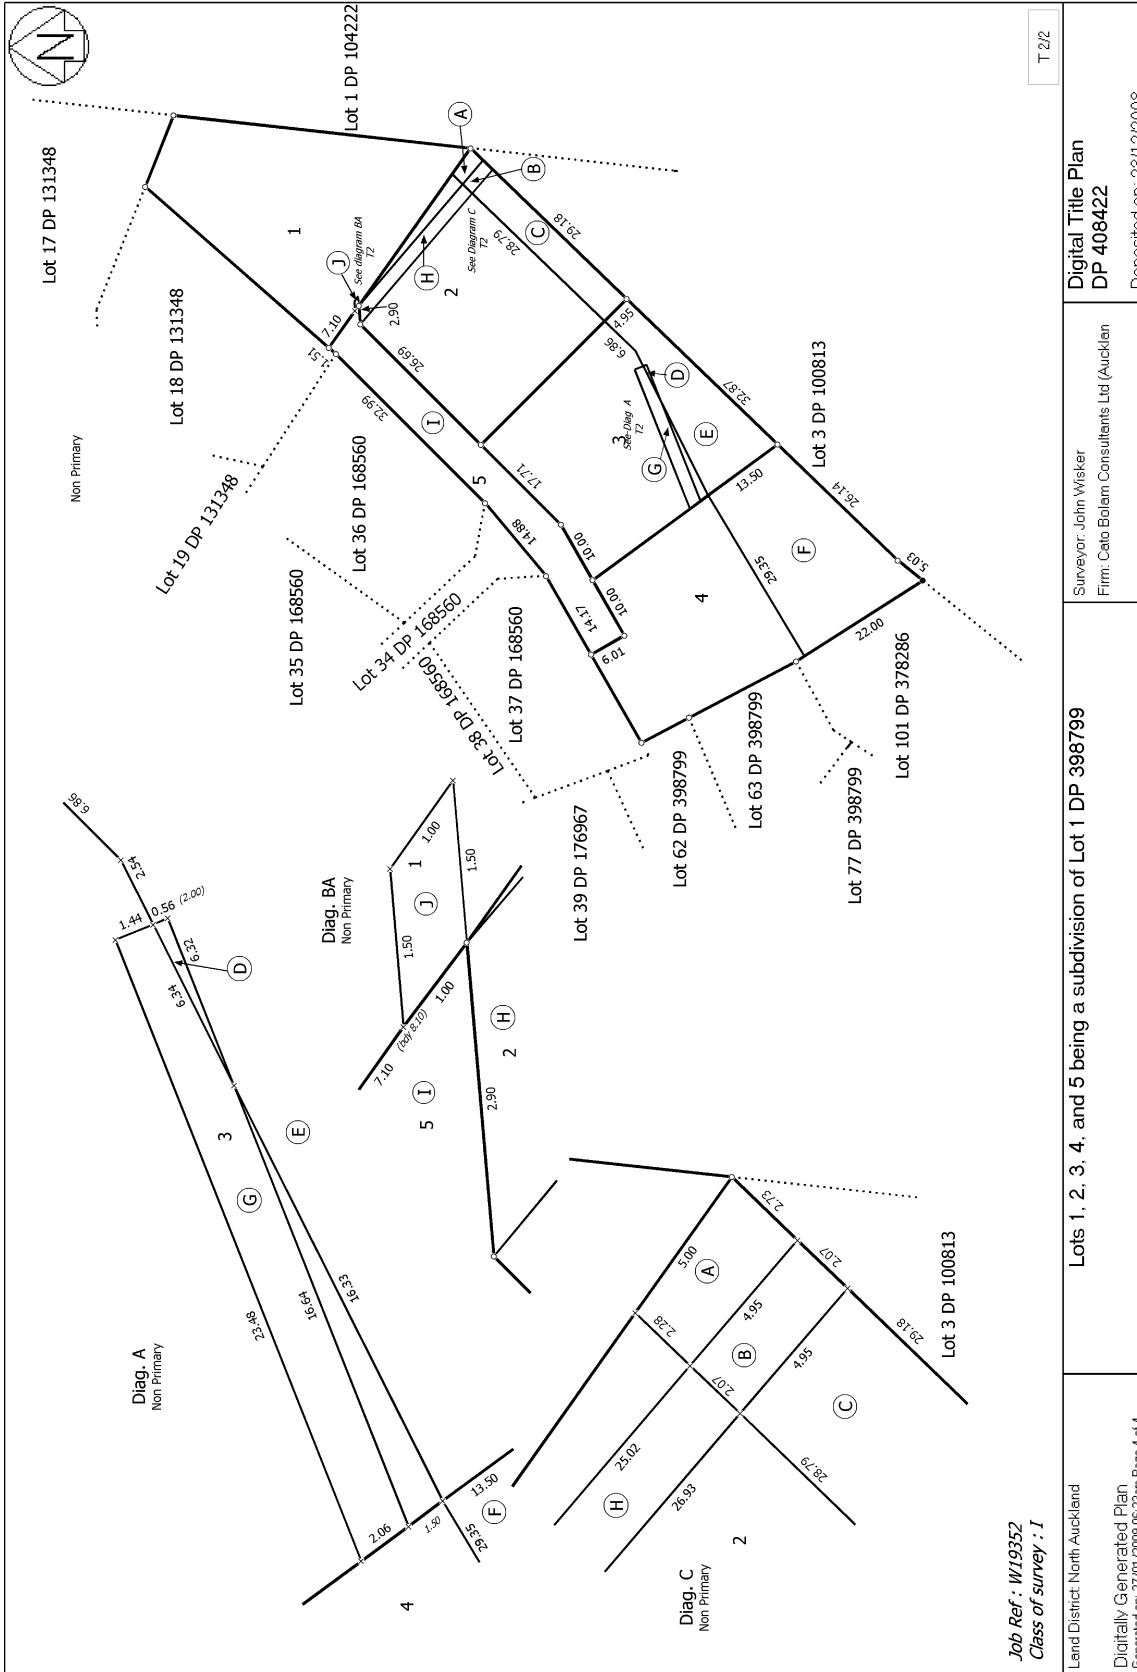 N
T 2/2
Non Primary
Lot 17 DP 131348
Lot 18 DP 131348
Lot 19 DP 131348
Lot 1 DP 104222
Lot 36 DP 168560
Lot 35 DP 168560
Lot 34 DP 168560
Lot 37 DP 168560
Lot 38 DP 168560
Lot 39 DP 176967
Lot 62 DP 398799
Lot 63 DP 398799
Lot 77 DP 398799
Lot 101 DP 378286
Lot 3 DP 100813
1
2
3
4
5
A
B
C
D
E
F
G
H
I
J
See diagram BA
T2
See Diagram C
T2
See Diag. A
T2
7.10
1.51
2.90
26.69
32.99
17.71
14.88
10.00
10.00
14.17
6.01
28.79
29.18
4.95
6.86
32.87
13.50
26.14
5.03
29.35
22.00
Diag. A
Non Primary
6.86
2.54
1.44
0.56
(2.00)
6.32
6.34
D
3
E
G
23.48
16.64
16.33
2.06
1.50
13.50
29.35
F
4
Diag. BA
Non Primary
1
J
1.00
1.50
1.50
1.00
(bdy 8.10)
7.10
5
I
2
H
2.90
Diag. C
Non Primary
2.73
5.00
A
2.07
2.28
4.95
B
2.07
4.95
29.18
Lot 3 DP 100813
C
25.02
H
26.93
28.79
2
Job Ref : W19352
Class of survey : I
Land District: North Auckland
Digitally Generated Plan
Generated on: 27/01/2009 06:22am Page 4 of 4
Lots 1, 2, 3, 4, and 5 being a subdivision of Lot 1 DP 398799
Surveyor: John Wisker
Firm: Cato Bolam Consultants Ltd (Aucklan
Digital Title Plan
DP 408422
Deposited on: